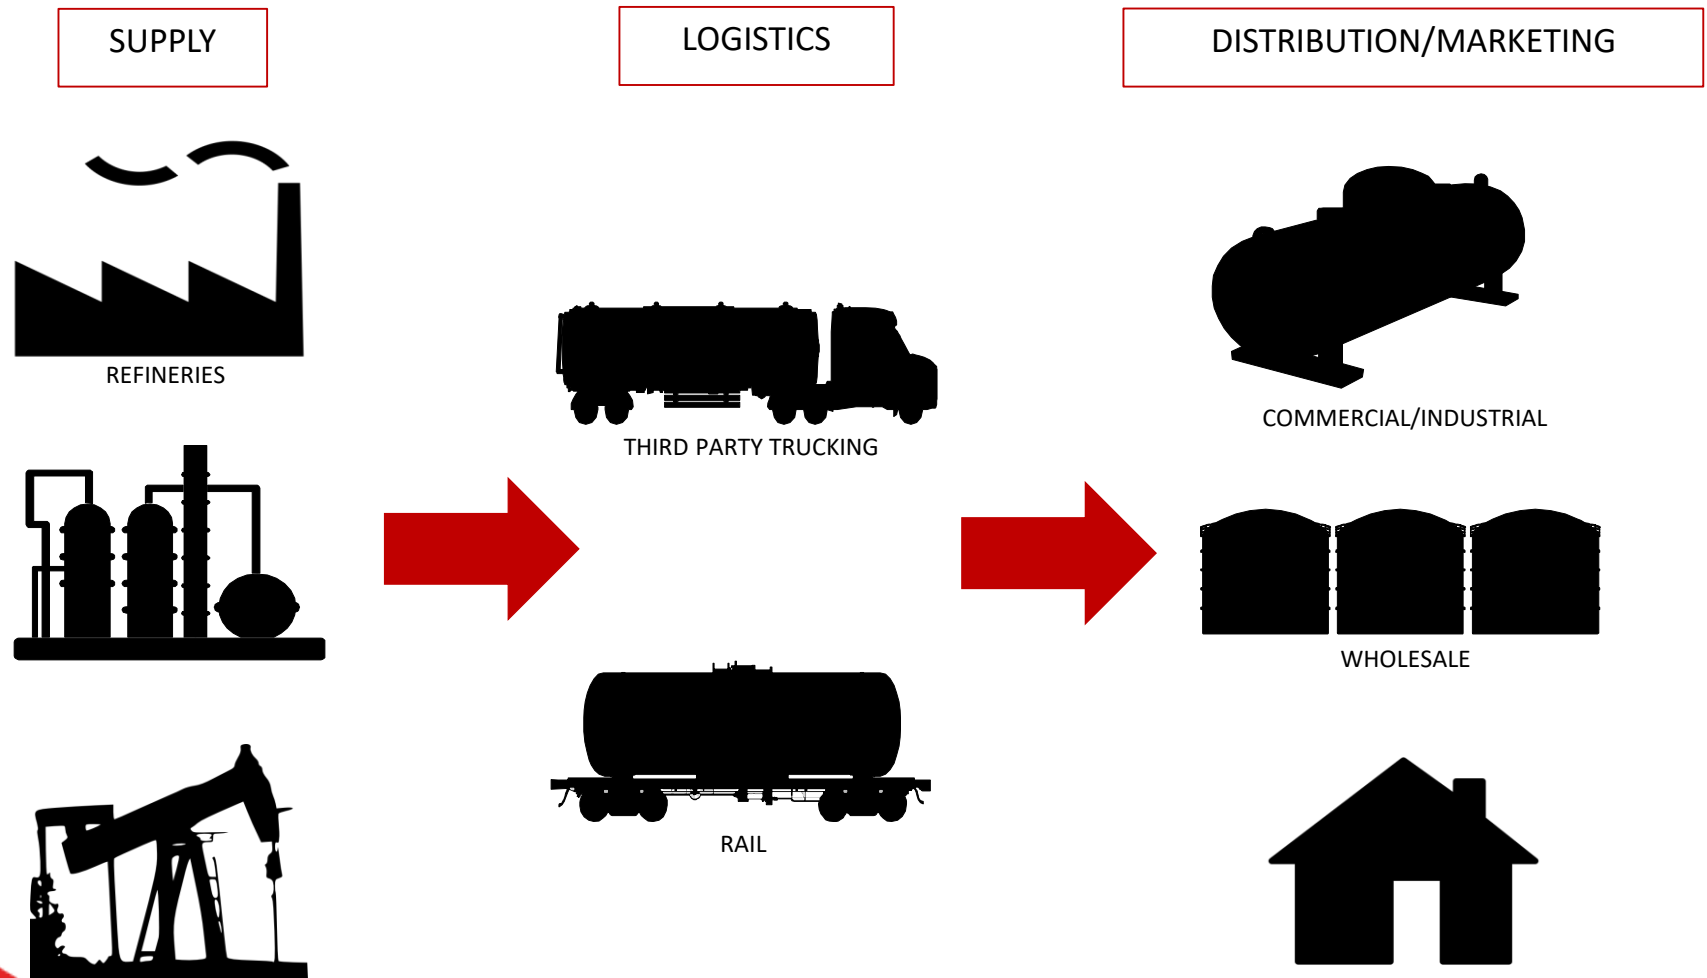 SUPPLY
LOGISTICS
DISTRIBUTION/MARKETING
REFINERIES
THIRD PARTY TRUCKING
RAIL
COMMERCIAL/INDUSTRIAL
WHOLESALE